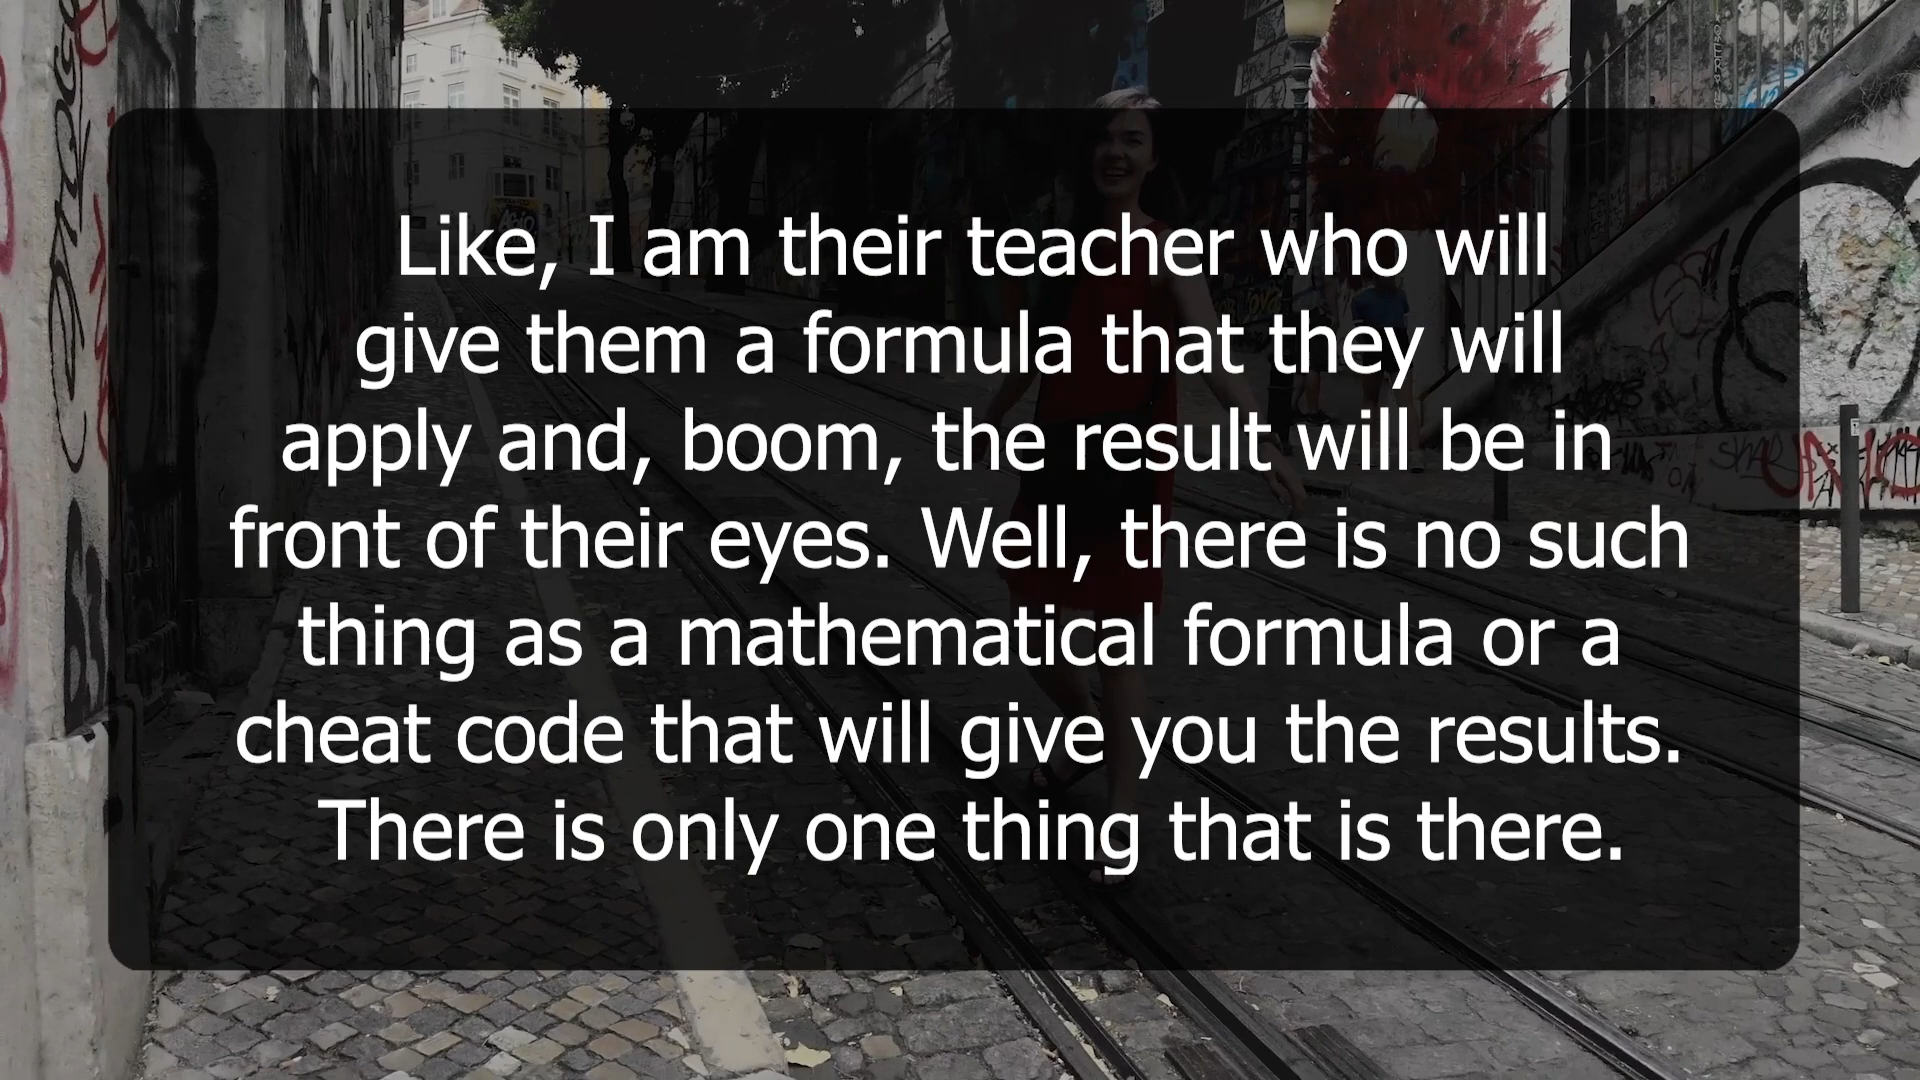 Like, I am their teacher who will
give them a formula that they will
apply and, boom, the result will be in
front of their eyes. Well, there is no such
thing as a mathematical formula or a
cheat code that will give you the results.
There is only one thing that is there.